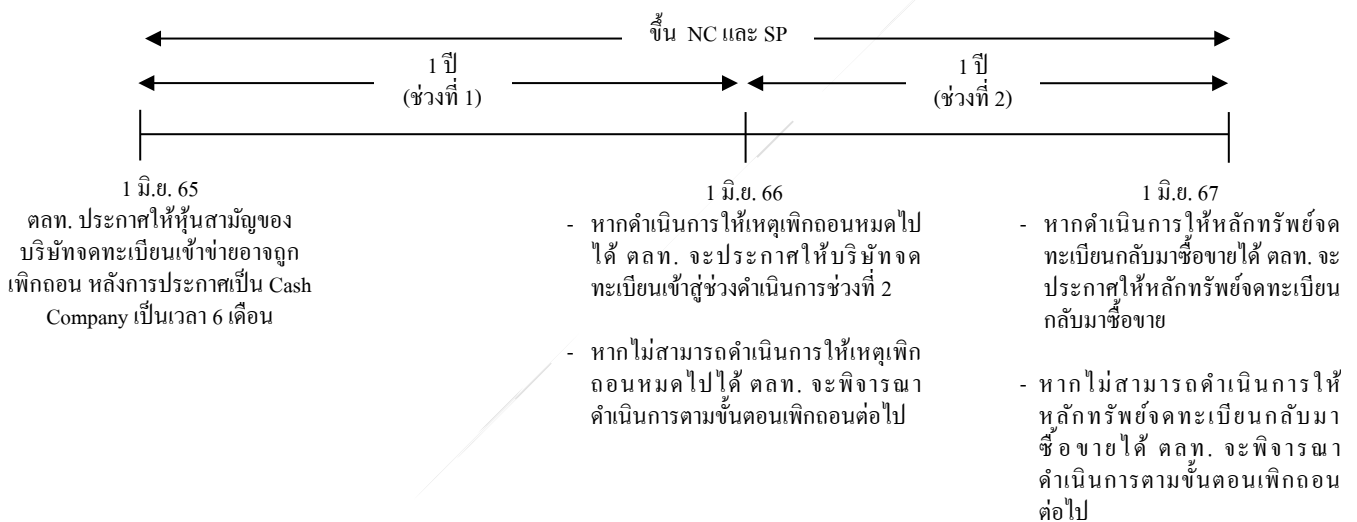 ขึ้น NC และ SP
1 ปี
(ช่วงที่ 1)
1 ปี
(ช่วงที่ 2)
1 มิ.ย. 65
ตลท. ประกาศให้หุ้นสามัญของ
บริษัทจดทะเบียนเข้าข่ายอาจถูก
เพิกถอน หลังการประกาศเป็น Cash
Company เป็นเวลา 6 เดือน
1 มิ.ย. 66
- หากดำเนินการให้เหตุเพิกถอนหมดไป
ได้ ตลท. จะประกาศให้บริษัทจด
ทะเบียนเข้าสู่ช่วงดำเนินการช่วงที่ 2
- หากไม่สามารถดำเนินการให้เหตุเพิก
ถอนหมดไปได้ ตลท. จะพิจารณา
ดำเนินการตามขั้นตอนเพิกถอนต่อไป
1 มิ.ย. 67
- หากดำเนินการให้หลักทรัพย์จด
ทะเบียนกลับมาซื้อขายได้ ตลท. จะ
ประกาศให้หลักทรัพย์จดทะเบียน
กลับมาซื้อขาย
- หากไม่สามารถดำเนินการให้
หลักทรัพย์จดทะเบียนกลับมา
ซื้อขายได้ ตลท. จะพิจารณา
ดำเนินการตามขั้นตอนเพิกถอน
ต่อไป